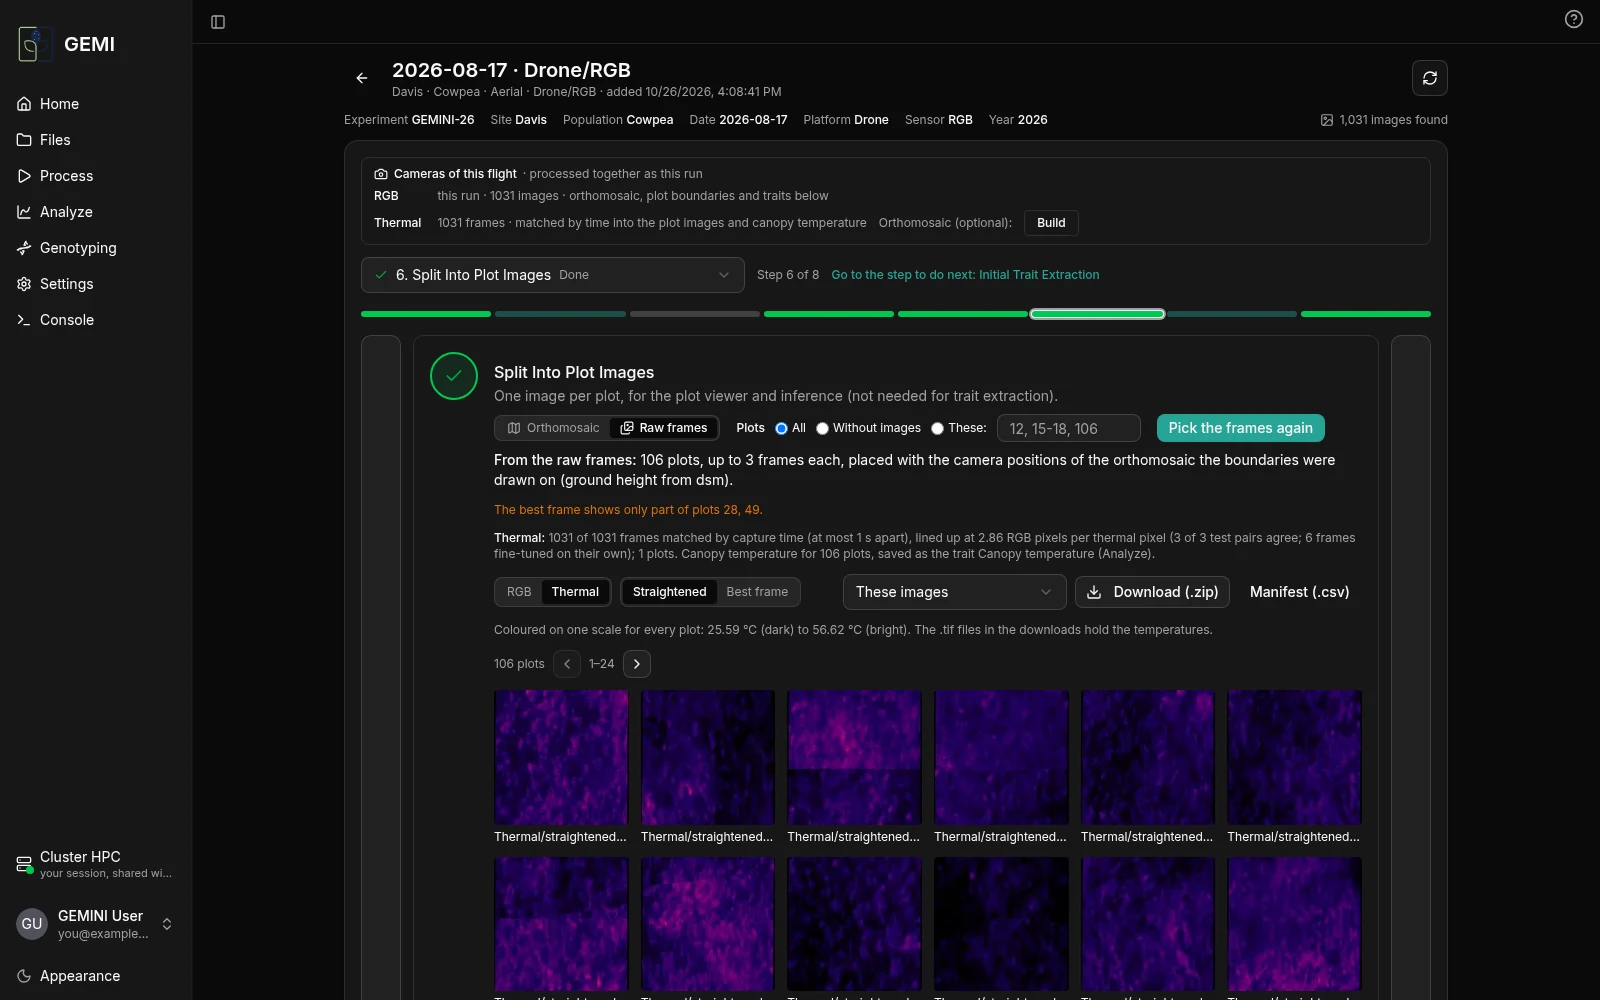 GEMI
Home
Files
Process
Analyze
Genotyping
Settings
Console
Cluster HPC
your session, shared wi...
GU
GEMINI User
you@example...
Appearance
2026-08-17 · Drone/RGB
Davis · Cowpea · Aerial · Drone/RGB · added 10/26/2026, 4:08:41 PM
Experiment GEMINI-26 Site Davis Population Cowpea Date 2026-08-17 Platform Drone Sensor RGB Year 2026
1,031 images found
Cameras of this flight · processed together as this run
RGB this run · 1031 images · orthomosaic, plot boundaries and traits below
Thermal 1031 frames · matched by time into the plot images and canopy temperature Orthomosaic (optional): Build
6. Split Into Plot Images Done
Step 6 of 8 Go to the step to do next: Initial Trait Extraction
Split Into Plot Images
One image per plot, for the plot viewer and inference (not needed for trait extraction).
Orthomosaic Raw frames Plots All Without images These: 12, 15-18, 106 Pick the frames again
From the raw frames: 106 plots, up to 3 frames each, placed with the camera positions of the orthomosaic the boundaries were
drawn on (ground height from dsm).
The best frame shows only part of plots 28, 49.
Thermal: 1031 of 1031 frames matched by capture time (at most 1 s apart), lined up at 2.86 RGB pixels per thermal pixel (3 of 3 test pairs agree; 6 frames
fine-tuned on their own); 1 plots. Canopy temperature for 106 plots, saved as the trait Canopy temperature (Analyze).
RGB Thermal Straightened Best frame These images Download (.zip) Manifest (.csv)
Coloured on one scale for every plot: 25.59 °C (dark) to 56.62 °C (bright). The .tif files in the downloads hold the temperatures.
106 plots 1–24
Thermal/straightened... Thermal/straightened... Thermal/straightened... Thermal/straightened... Thermal/straightened... Thermal/straightened...